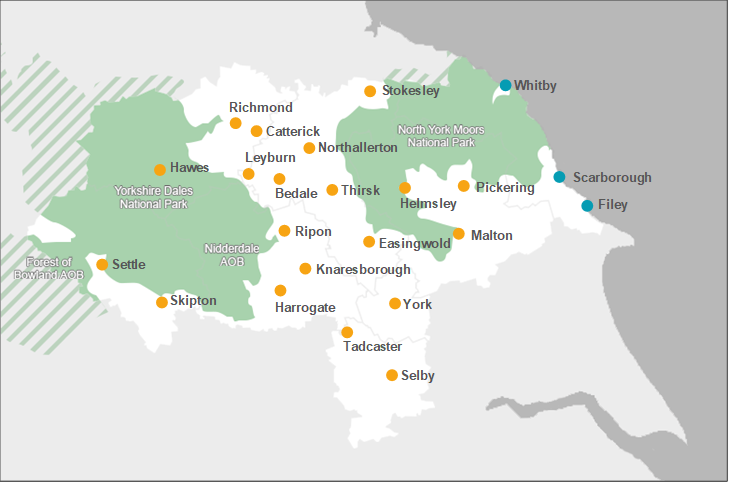 Stokesley
Whitby
Richmond
Catterick
North York Moors
National Park
Northallerton
Leyburn
Hawes
Scarborough
Bedale
Thirsk
Pickering
Yorkshire Dales
National Park
Helmsley
Filey
Ripon
Malton
Easingwold
Nidderdale
AOB
Forest of
Bowland AOB
Settle
Knaresborough
Skipton
Harrogate
York
Tadcaster
Selby